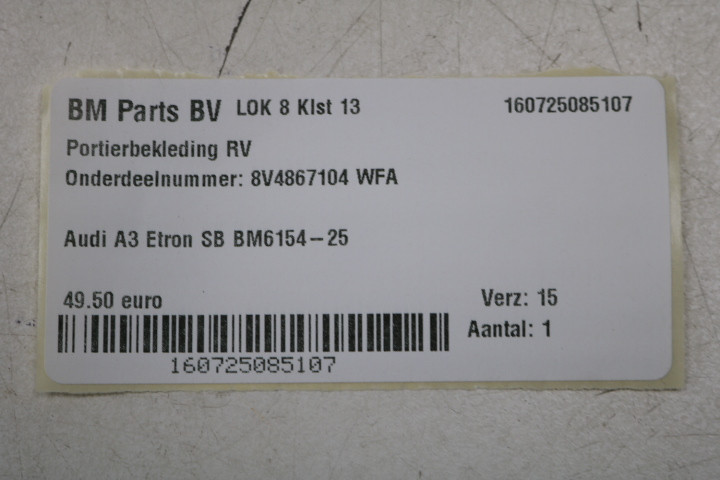 BM Parts BV LOK 8 Klst 13 160725085107
Portierbekleding RV
Onderdeelnummer: 8V4867104 WFA
Audi A3 Etron SB BM6154-25
49.50 euro Verz: 15
Aantal: 1
160725085107